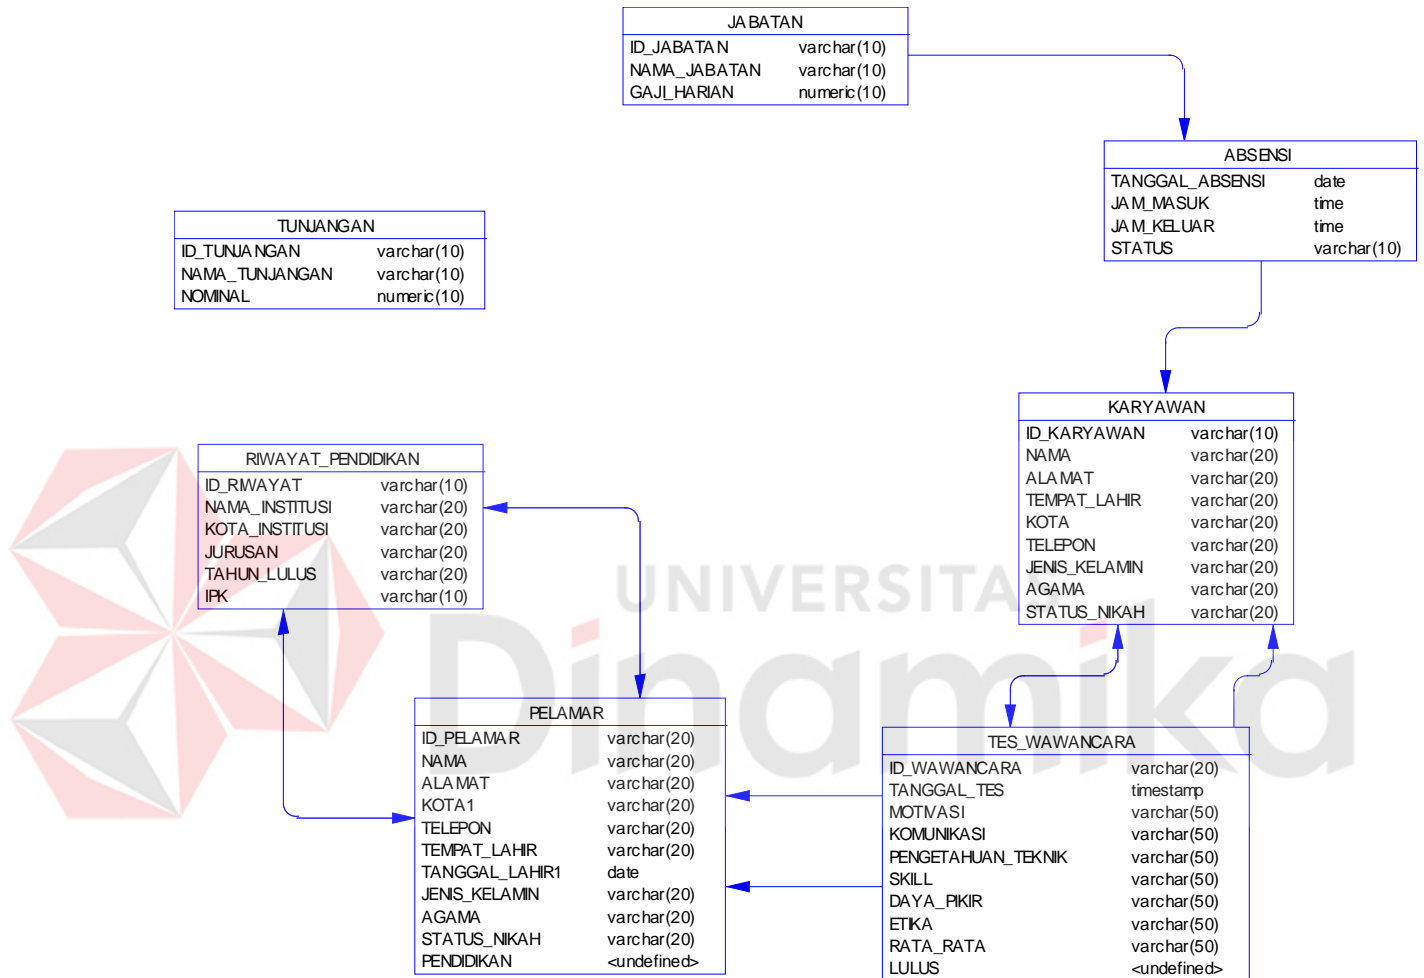 JABATAN
ID_JABATAN varchar(10)
NAMA_JABATAN varchar(10)
GAJI_HARIAN numeric(10)
ABSENSI
TANGGAL_ABSENSI date
JAM_MASUK time
JAM_KELUAR time
STATUS varchar(10)
TUNJANGAN
ID_TUNJANGAN varchar(10)
NAMA_TUNJANGAN varchar(10)
NOMINAL numeric(10)
KARYAWAN
ID_KARYAWAN varchar(10)
NAMA varchar(20)
ALAMAT varchar(20)
TEMPAT_LAHIR varchar(20)
KOTA varchar(20)
TELEPON varchar(20)
JENIS_KELAMIN varchar(20)
AGAMA varchar(20)
STATUS_NIKAH varchar(20)
RIWAYAT_PENDIDIKAN
ID_RIWAYAT varchar(10)
NAMA_INSTITUSI varchar(20)
KOTA_INSTITUSI varchar(20)
JURUSAN varchar(20)
TAHUN_LULUS varchar(20)
IPK varchar(10)
UNIVERSITAS
Dinamika
PELAMAR
ID_PELAMAR varchar(20)
NAMA varchar(20)
ALAMAT varchar(20)
KOTA1 varchar(20)
TELEPON varchar(20)
TEMPAT_LAHIR varchar(20)
TANGGAL_LAHIR1 date
JENIS_KELAMIN varchar(20)
AGAMA varchar(20)
STATUS_NIKAH varchar(20)
PENDIDIKAN <undefined>
TES_WAWANCARA
ID_WAWANCARA varchar(20)
TANGGAL_TES timestamp
MOTIVASI varchar(50)
KOMUNIKASI varchar(50)
PENGETAHUAN_TEKNIK varchar(50)
SKILL varchar(50)
DAYA_PIKIR varchar(50)
ETIKA varchar(50)
RATA_RATA varchar(50)
LULUS <undefined>